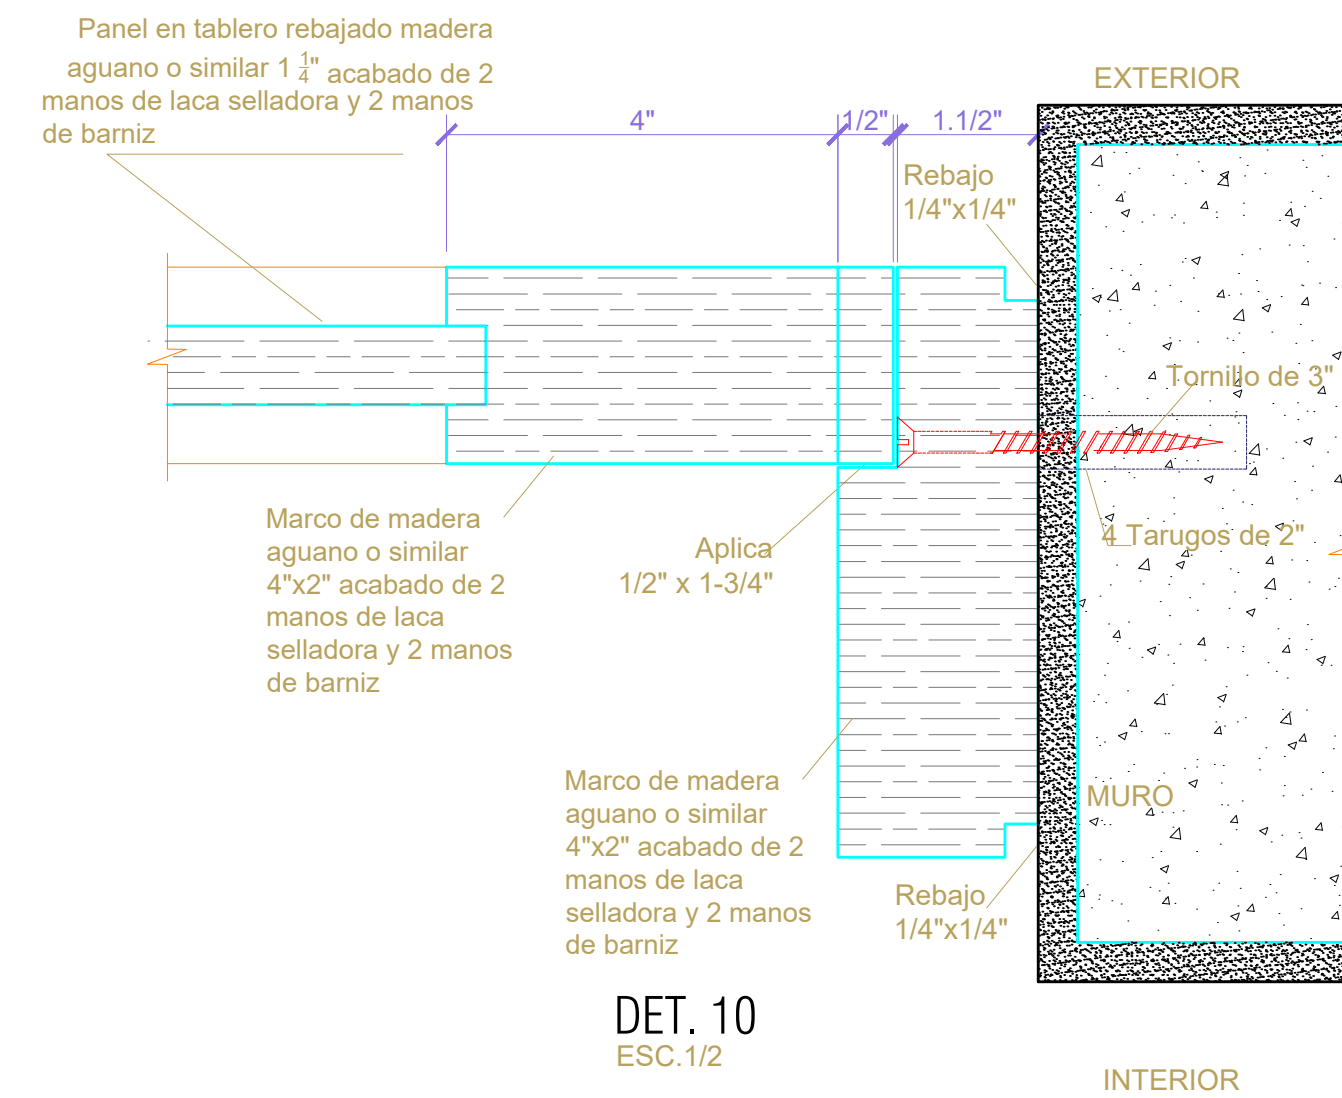 Panel en tablero rebajado madera
aguano o similar 1 1/4" acabado de 2
manos de laca selladora y 2 manos
de barniz
EXTERIOR
4"
1/2"
1.1/2"
Rebajo
1/4"x1/4"
Tornillo de 3"
4 Tarugos de 2"
Marco de madera
aguano o similar
4"x2" acabado de 2
manos de laca
selladora y 2 manos
de barniz
Aplica
1/2" x 1-3/4"
Marco de madera
aguano o similar
4"x2" acabado de 2
manos de laca
selladora y 2 manos
de barniz
MURO
Rebajo
1/4"x1/4"
DET. 10
ESC.1/2
INTERIOR